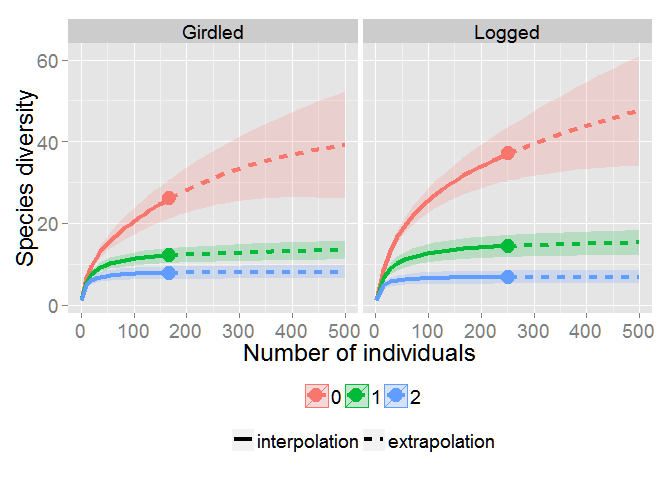 Girdled Logged
60
40
20
0
Species diversity
0 100 200 300 400 500 0 100 200 300 400 500
Number of individuals
0 1 2
interpolation extrapolation